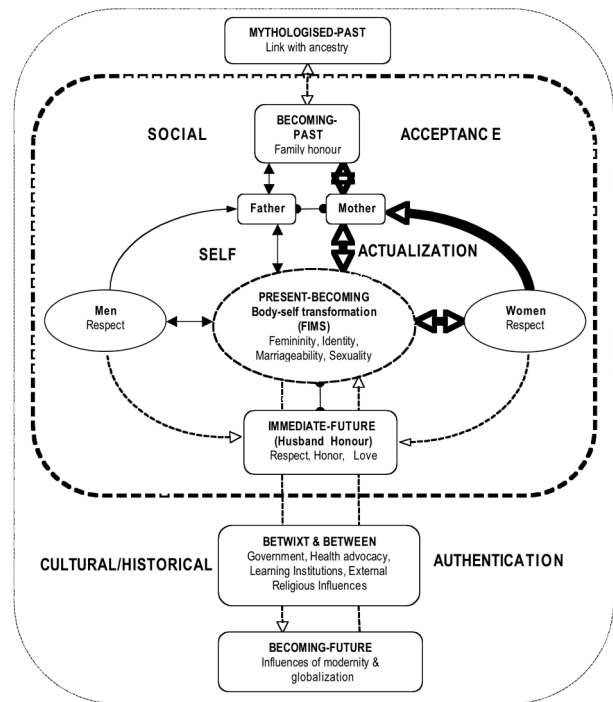 MYTHOLOGISED-PAST
Link with ancestry
SOCIAL
ACCEPTANC E
BECOMING-
PAST
Family honour
Father
Mother
SELF
ACTUALIZATION
Men
Respect
PRESENT-BECOMING
Body-self transformation
(FIMS)
Femininity, Identity,
Marriageability, Sexuality
Women
Respect
IMMEDIATE-FUTURE
(Husband Honour)
Respect, Honor, Love
CULTURAL/HISTORICAL
BETWIXT & BETWEEN
Government, Health advocacy,
Learning Institutions, External
Religious Influences
AUTHENTICATION
BECOMING-FUTURE
Influences of modernity &
globalization